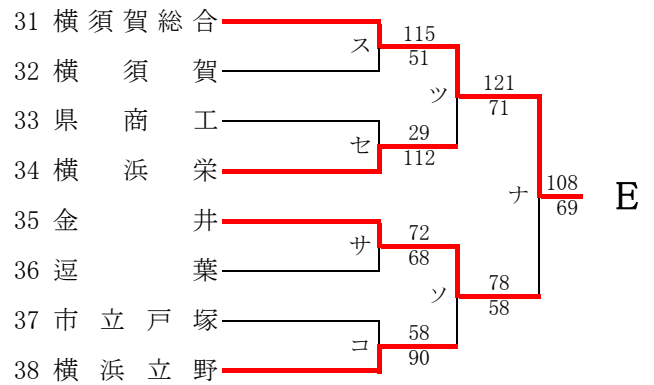 31 横須賀総合
ス 115
51
32 横須賀
ツ 121
71
33 県商工
セ 29
112
34 横浜栄
ナ 108
69
E
35 金井
サ 72
68
36 逗葉
ソ 78
58
37 市立戸塚
コ 58
90
38 横浜立野